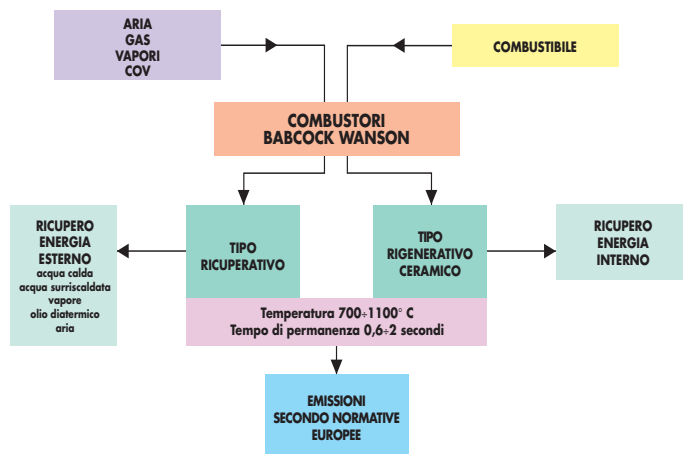 ARIA
GAS
VAPORI
COV
COMBUSTIBILE
COMBUSTORI
BABCOCK WANSON
RICUPERO
ENERGIA
ESTERNO
acqua calda
acqua surriscaldata
vapore
olio diatermico
aria
TIPO
RICUPERATIVO
TIPO
RIGENERATIVO
CERAMICO
RICUPERO
ENERGIA
INTERNO
Temperatura 700÷1100° C
Tempo di permanenza 0,6÷2 secondi
EMISSIONI
SECONDO NORMATIVE
EUROPEE